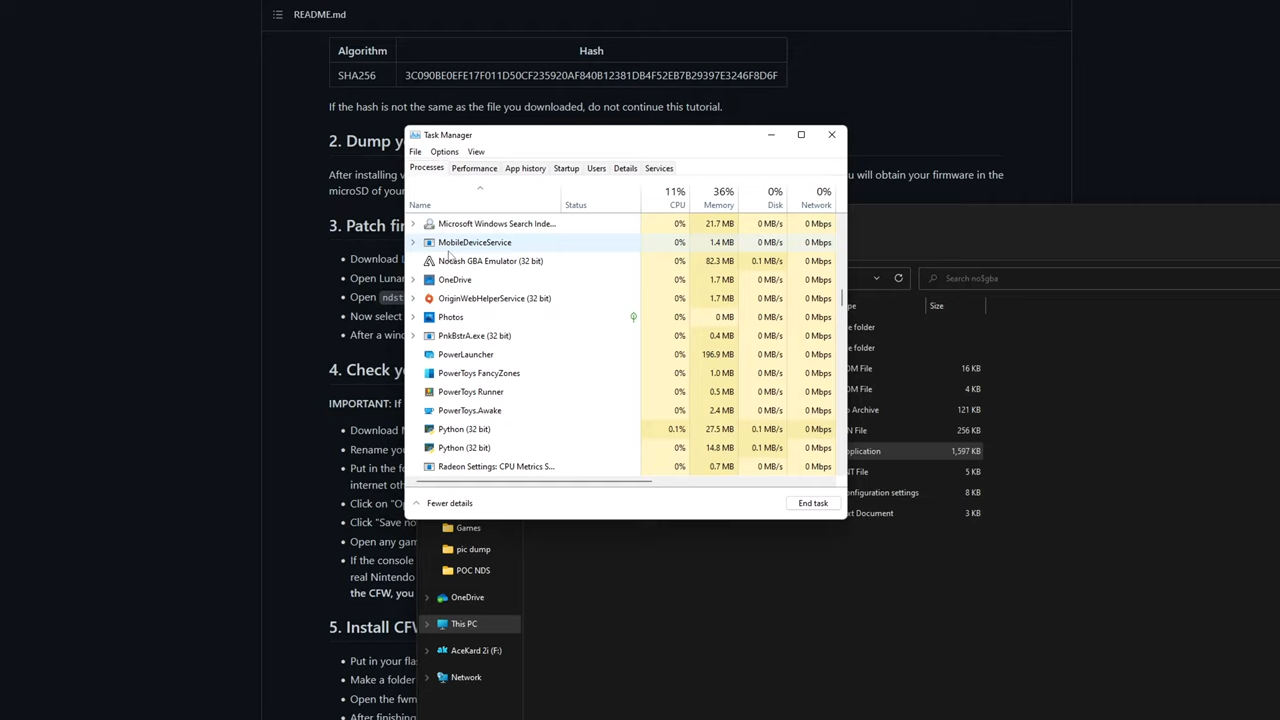 README.md
Algorithm Hash
SHA256 3C090BE0EFE17F011D50CF235920AF840B12381DB4F52EB7B29397E3246F8D6F
If the hash is not the same as the file you downloaded, do not continue this tutorial.
2. Dump y
After installing w
microSD of your
ou will obtain your firmware in the
3. Patch fir
Download L
Open Lunar
Open ndst
Now select
After a wind
4. Check yo
IMPORTANT: If
Download N
Rename you
Put in the fo
internet oth
Click on "Op
Click "Save no
Open any gam
If the console
real Nintendo
the CFW, you
5. Install CFW
Put in your flas
Make a folder
Open the fwm
After finishing
Task Manager
File Options View
Processes Performance App history Startup Users Details Services
11% 36% 0% 0%
Name Status CPU Memory Disk Network
Microsoft Windows Search Inde... 0% 21.7 MB 0 MB/s 0 Mbps
MobileDeviceService 0% 1.4 MB 0 MB/s 0 Mbps
Nocash GBA Emulator (32 bit) 0% 82.3 MB 0.1 MB/s 0 Mbps
OneDrive 0% 1.7 MB 0 MB/s 0 Mbps
OriginWebHelperService (32 bit) 0% 1.7 MB 0 MB/s 0 Mbps
Photos 0% 0 MB 0 MB/s 0 Mbps
PnkBstrA.exe (32 bit) 0% 0.4 MB 0 MB/s 0 Mbps
PowerLauncher 0% 196.9 MB 0 MB/s 0 Mbps
PowerToys FancyZones 0% 1.0 MB 0 MB/s 0 Mbps
PowerToys Runner 0% 0.5 MB 0 MB/s 0 Mbps
PowerToys.Awake 0% 2.4 MB 0 MB/s 0 Mbps
Python (32 bit) 0.1% 27.5 MB 0.1 MB/s 0 Mbps
Python (32 bit) 0% 14.8 MB 0.1 MB/s 0 Mbps
Radeon Settings: CPU Metrics S... 0% 0.7 MB 0 MB/s 0 Mbps
Fewer details End task
Search no$gba
pe Size
e folder
e folder
OM File 16 KB
OM File 4 KB
p Archive 121 KB
N File 256 KB
pplication 1,597 KB
NT File 5 KB
onfiguration settings 8 KB
ext Document 3 KB
Games
pic dump
POC NDS
OneDrive
This PC
AceKard 2i (F:)
Network